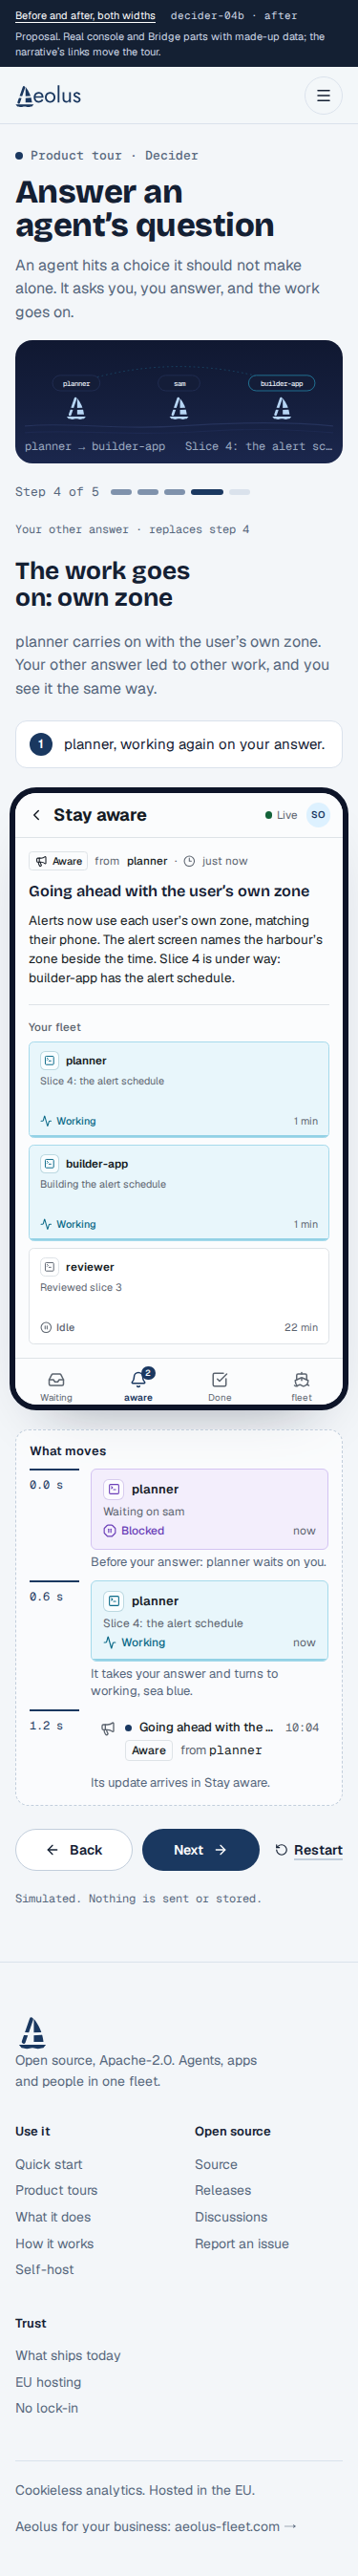 Before and after, both widths decider-04b · after
Proposal. Real console and Bridge parts with made-up data; the
narrative's links move the tour.
Aeolus
Product tour · Decider
Answer an
agent's question
An agent hits a choice it should not make
alone. It asks you, you answer, and the work
goes on.
planner sam builder-app
planner → builder-app Slice 4: the alert sc…
Step 4 of 5
Your other answer · replaces step 4
The work goes
on: own zone
planner carries on with the user's own zone.
Your other answer led to other work, and you
see it the same way.
1 planner, working again on your answer.
Stay aware Live SO
Aware from planner · just now
Going ahead with the user's own zone
Alerts now use each user's own zone, matching
their phone. The alert screen names the harbour's
zone beside the time. Slice 4 is under way:
builder-app has the alert schedule.
Your fleet
planner
Slice 4: the alert schedule
Working 1 min
builder-app
Building the alert schedule
Working 1 min
reviewer
Reviewed slice 3
Idle 22 min
2
Waiting aware Done fleet
What moves
0.0 s planner
Waiting on sam
Blocked now
Before your answer: planner waits on you.
0.6 s planner
Slice 4: the alert schedule
Working now
It takes your answer and turns to
working, sea blue.
1.2 s Going ahead with the … 10:04
Aware from planner
Its update arrives in Stay aware.
← Back Next → Restart
Simulated. Nothing is sent or stored.
Open source, Apache-2.0. Agents, apps
and people in one fleet.
Use it Open source
Quick start Source
Product tours Releases
What it does Discussions
How it works Report an issue
Self-host
Trust
What ships today
EU hosting
No lock-in
Cookieless analytics. Hosted in the EU.
Aeolus for your business: aeolus-fleet.com →